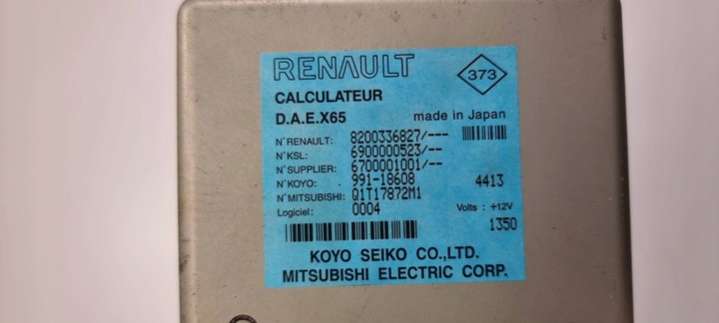 RENAULT
373
CALCULATEUR
D.A.E.X65 made in Japan
N°RENAULT: 8200336827/---
N°KSL: 6900000523/--
N°SUPPLIER: 6700001001/--
N°KOYO: 991-18608 4413
N°MITSUBISHI: Q1T17872M1
Logiciel: 0004 Volts : +12V
1350
KOYO SEIKO CO.,LTD.
MITSUBISHI ELECTRIC CORP.